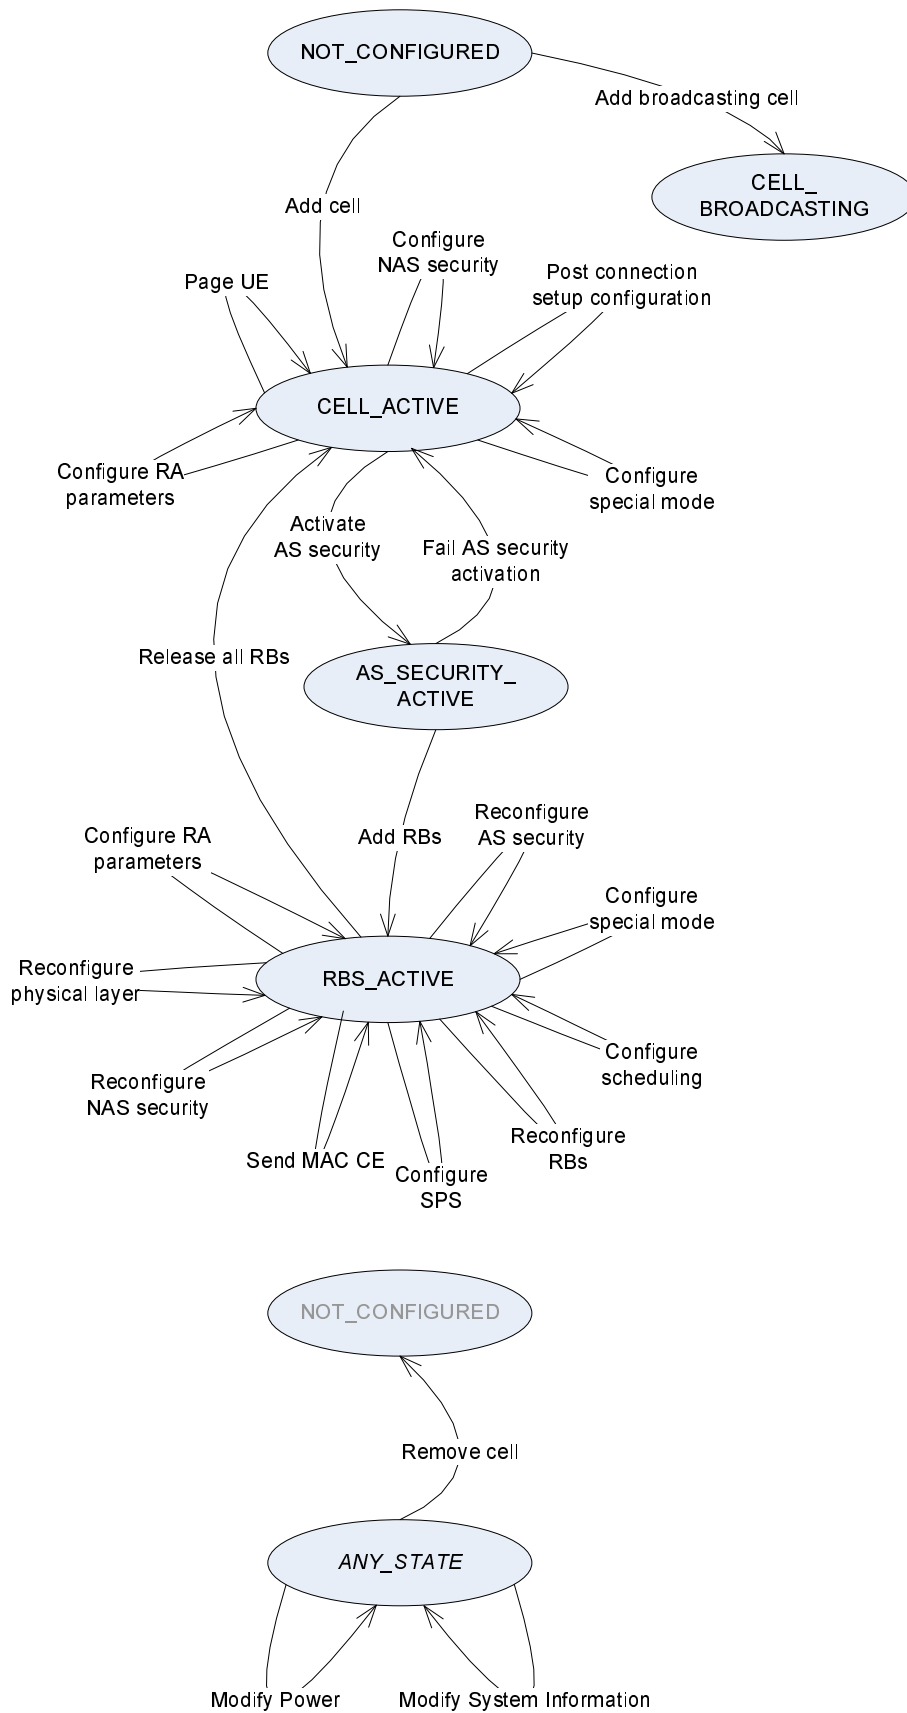 NOT_CONFIGURED
Add broadcasting cell
CELL_
BROADCASTING
Add cell
Configure
NAS security
Page UE
Post connection
setup configuration
CELL_ACTIVE
Configure RA
parameters
Configure
special mode
Activate
AS security
Fail AS security
activation
Release all RBs
AS_SECURITY_
ACTIVE
Add RBs
Reconfigure
AS security
Configure RA
parameters
Configure
special mode
Reconfigure
physical layer
RBS_ACTIVE
Configure
scheduling
Reconfigure
NAS security
Reconfigure
RBs
Send MAC CE
Configure
SPS
NOT_CONFIGURED
Remove cell
ANY_STATE
Modify Power
Modify System Information